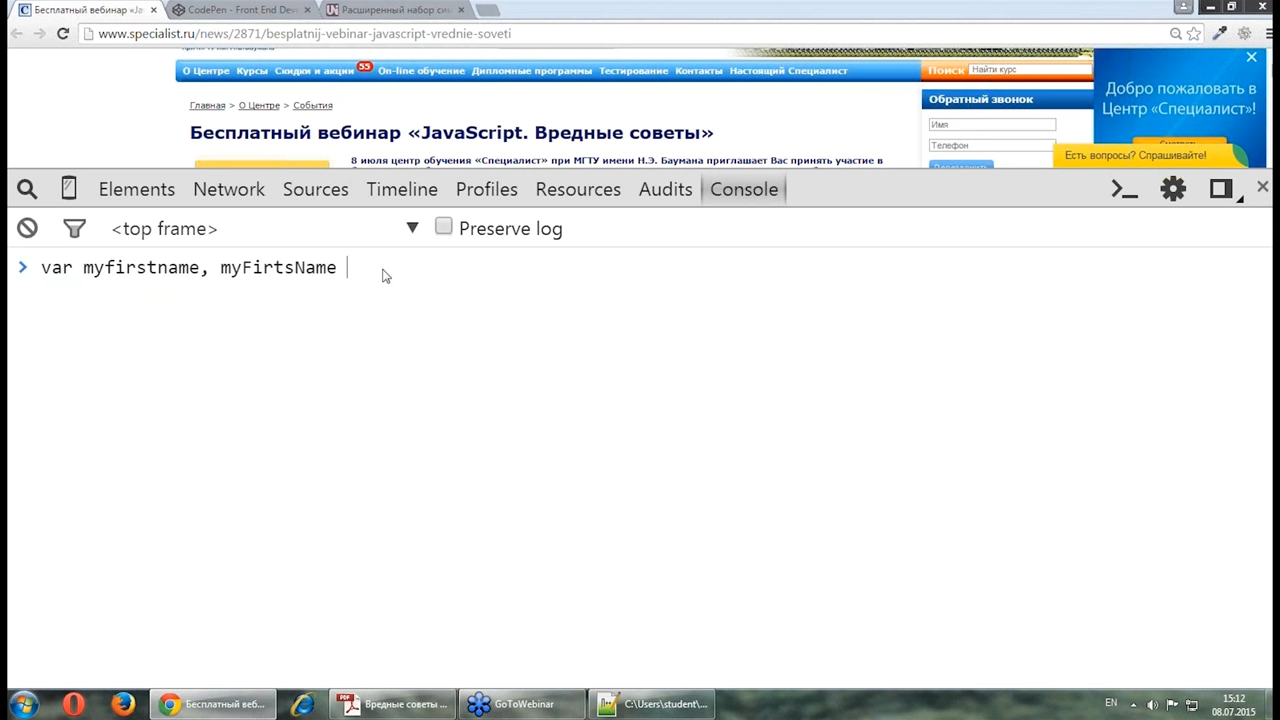 Бесплатный вебинар «Ja
CodePen - Front End Dev
Расширенный набор сим
www.specialist.ru/news/2871/besplatnij-vebinar-javascript-vrednie-soveti
О Центре Курсы Скидки и акции 55 On-line обучение Дипломные программы Тестирование Контакты Настоящий Специалист
Поиск Найти курс
Главная > О Центре > События
Бесплатный вебинар «JavaScript. Вредные советы»
8 июля центр обучения «Специалист» при МГТУ имени Н.Э. Баумана приглашает Вас принять участие в
Обратный звонок
Имя
Телефон
Добро пожаловать в
Центр «Специалист»!
Есть вопросы? Спрашивайте!
Elements Network Sources Timeline Profiles Resources Audits Console
<top frame> Preserve log
> var myfirstname, myFirtsName
Бесплатный веб...
Вредные советы ...
GoToWebinar
C:\Users\student\...
EN
15:12
08.07.2015